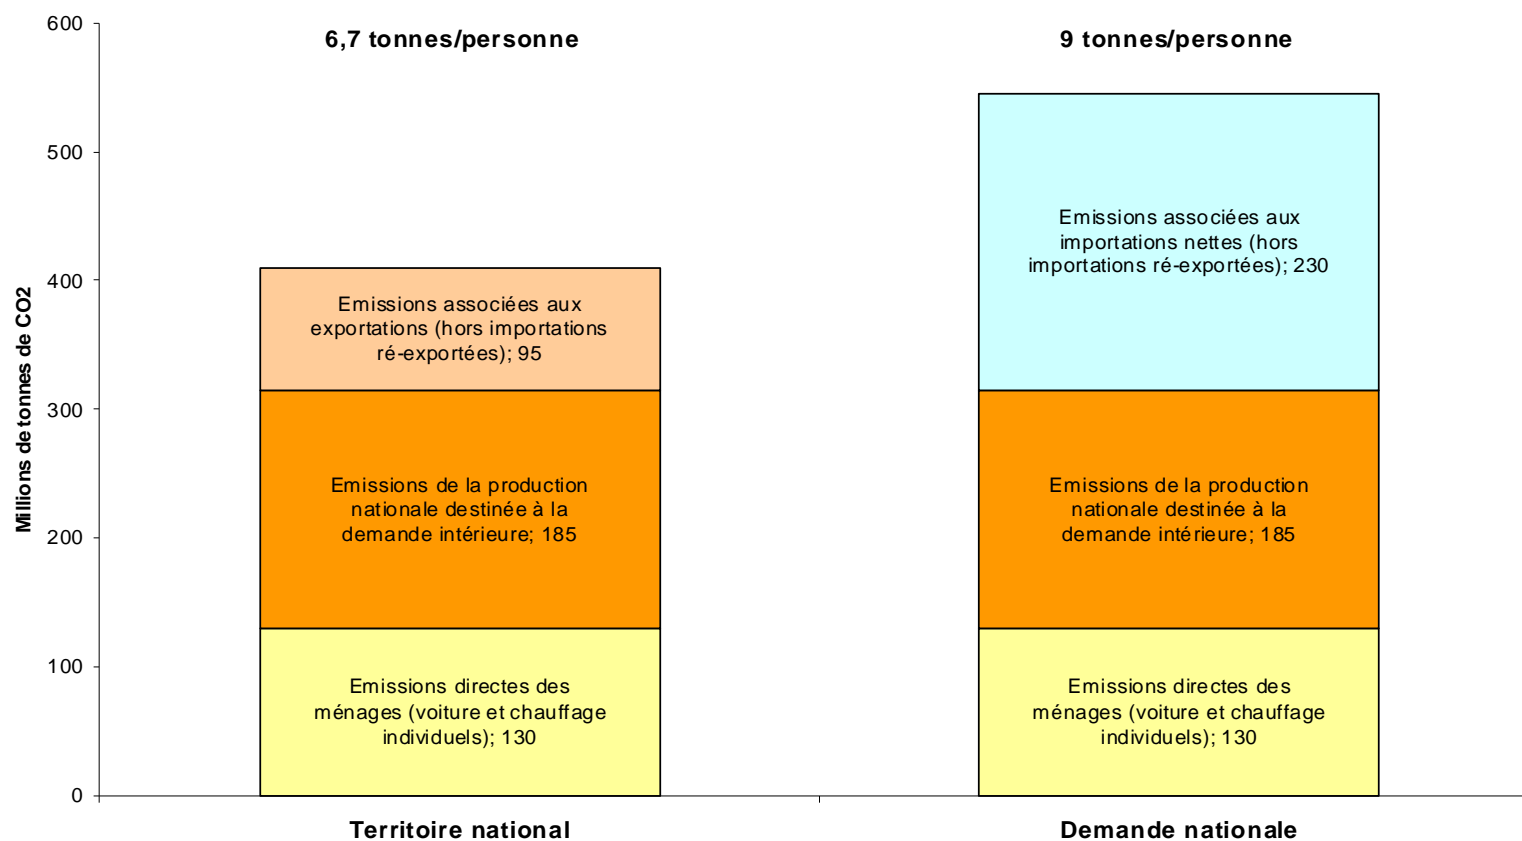 600
500
400
300
200
100
0
Millions de tonnes de CO2
6,7 tonnes/personne
9 tonnes/personne
Emissions associées aux
exportations (hors importations
ré-exportées); 95
Emissions de la production
nationale destinée à la
demande intérieure; 185
Emissions directes des
ménages (voiture et chauffage
individuels); 130
Emissions associées aux
importations nettes (hors
importations ré-exportées); 230
Emissions de la production
nationale destinée à la
demande intérieure; 185
Emissions directes des
ménages (voiture et chauffage
individuels); 130
Territoire national
Demande nationale